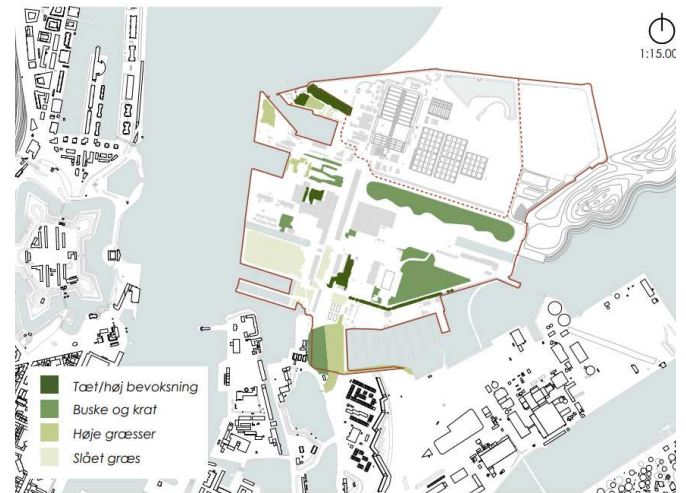 1:15.00
Tæt/høj bevoksning
Buske og krat
Høje græsser
Slået græs